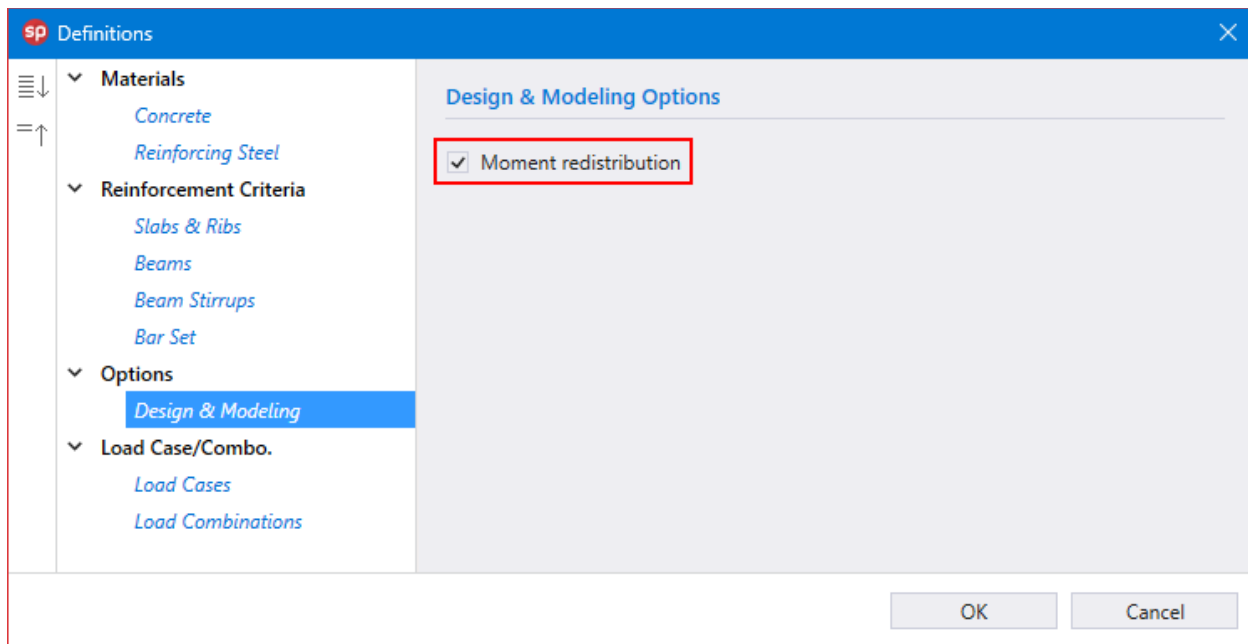 sp Definitions
Materials
Concrete
Reinforcing Steel
Reinforcement Criteria
Slabs & Ribs
Beams
Beam Stirrups
Bar Set
Options
Design & Modeling
Load Case/Combo.
Load Cases
Load Combinations
Design & Modeling Options
Moment redistribution
OK
Cancel